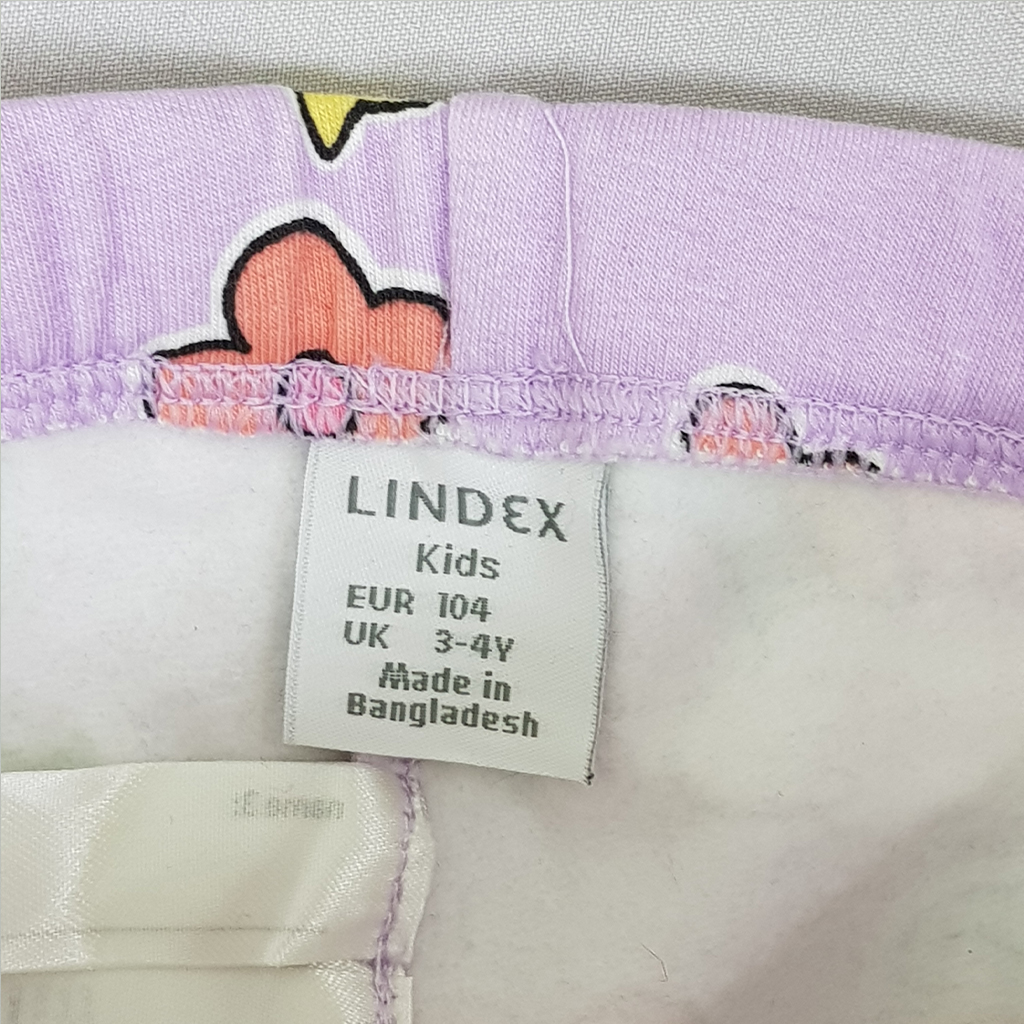 LINDEX
Kids
EUR 104
UK 3-4Y
Made in
Bangladesh